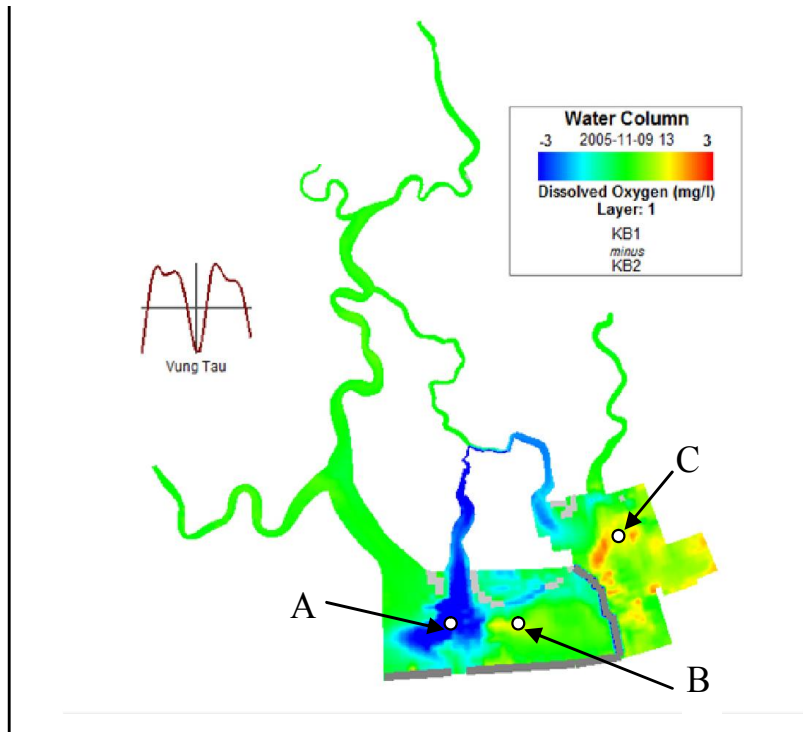 Water Column
-3 2005-11-09 13 3
Dissolved Oxygen (mg/l)
Layer: 1
KB1
minus
KB2
Vung Tau
C
A
B